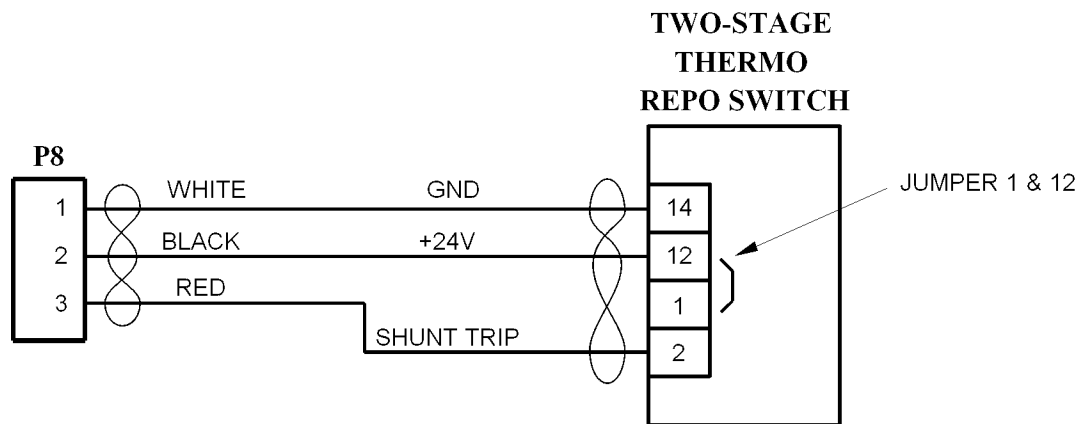 TWO-STAGE
THERMO
REPO SWITCH
P8
JUMPER 1 & 12
1 WHITE GND 14
2 BLACK +24V 12
3 RED 1
SHUNT TRIP 2